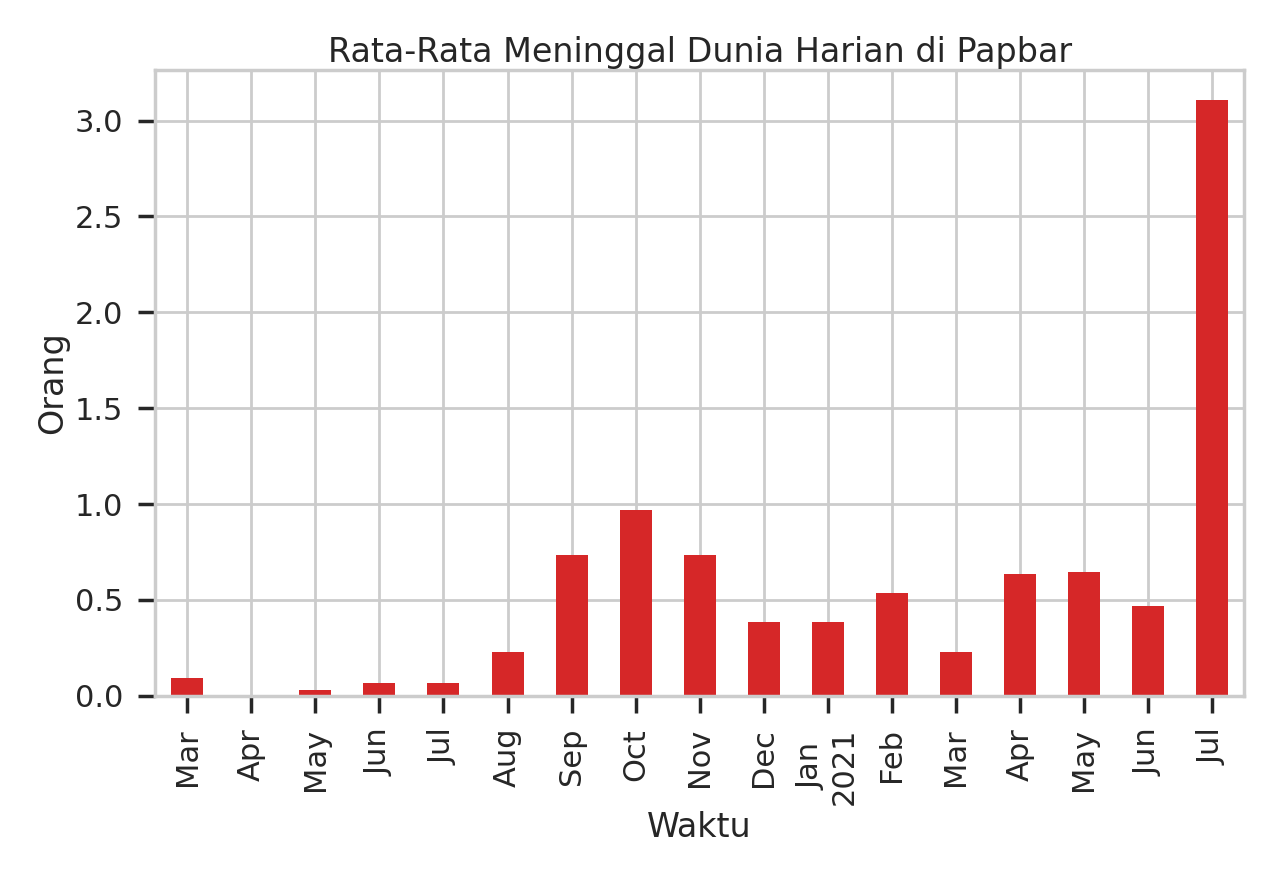 Rata-Rata Meninggal Dunia Harian di Papbar
3.0
2.5
2.0
1.5
1.0
0.5
0.0
Orang
Mar
Apr
May
Jun
Jul
Aug
Sep
Oct
Nov
Dec
Jan
2021
Feb
Mar
Apr
May
Jun
Jul
Waktu